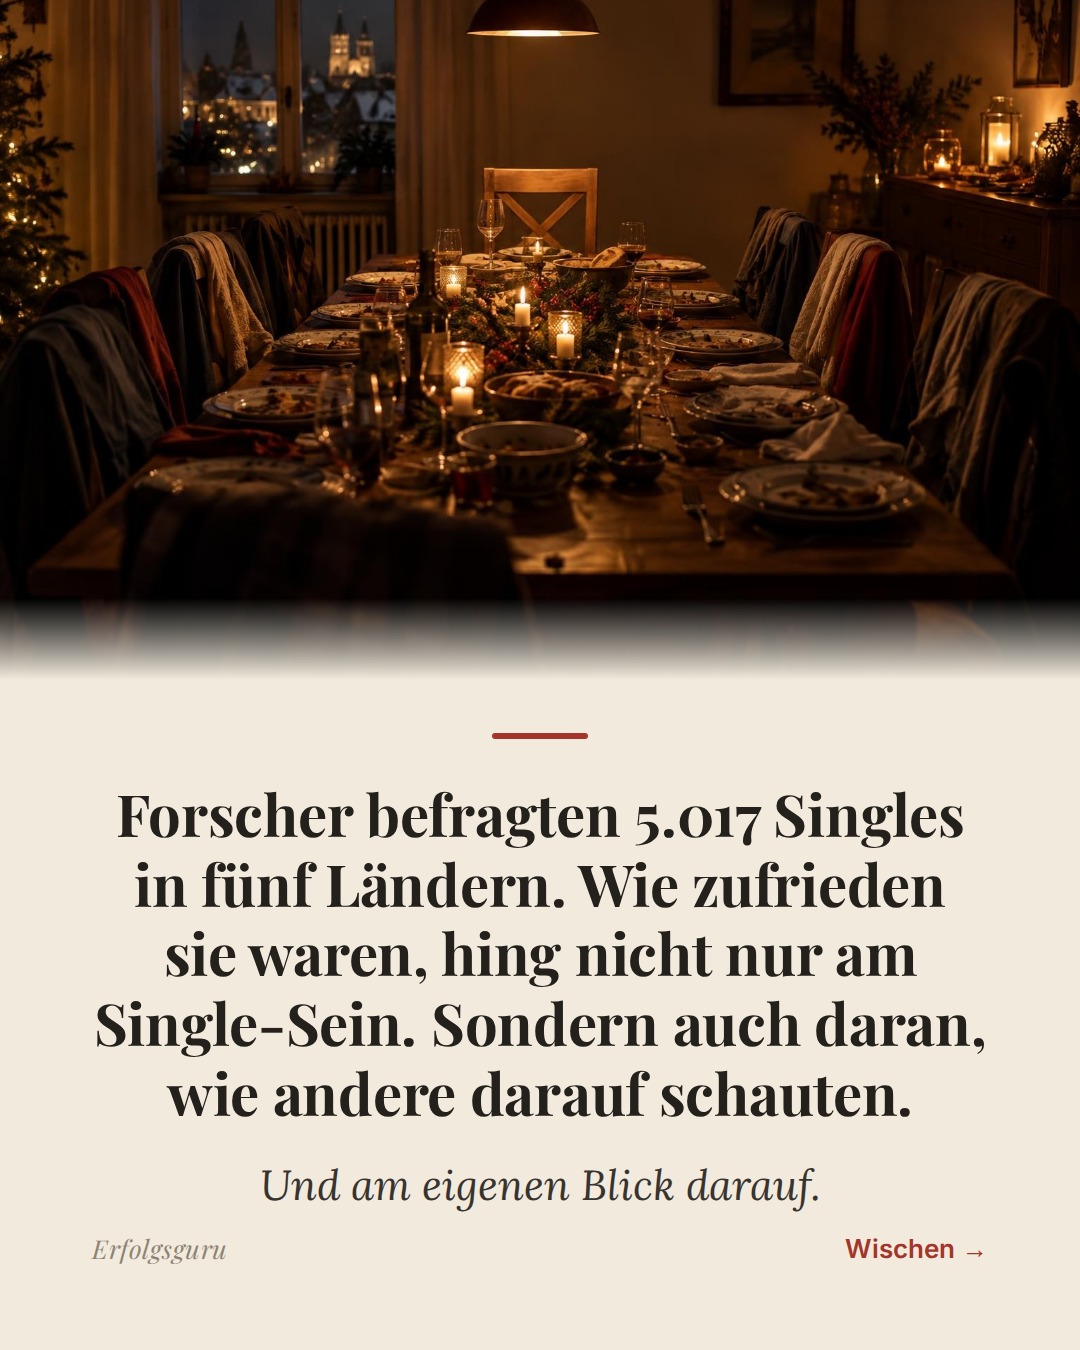 Forscher befragten 5.017 Singles
in fünf Ländern. Wie zufrieden
sie waren, hing nicht nur am
Single-Sein. Sondern auch daran,
wie andere darauf schauten.
Und am eigenen Blick darauf.
Erfolgsguru
Wischen →